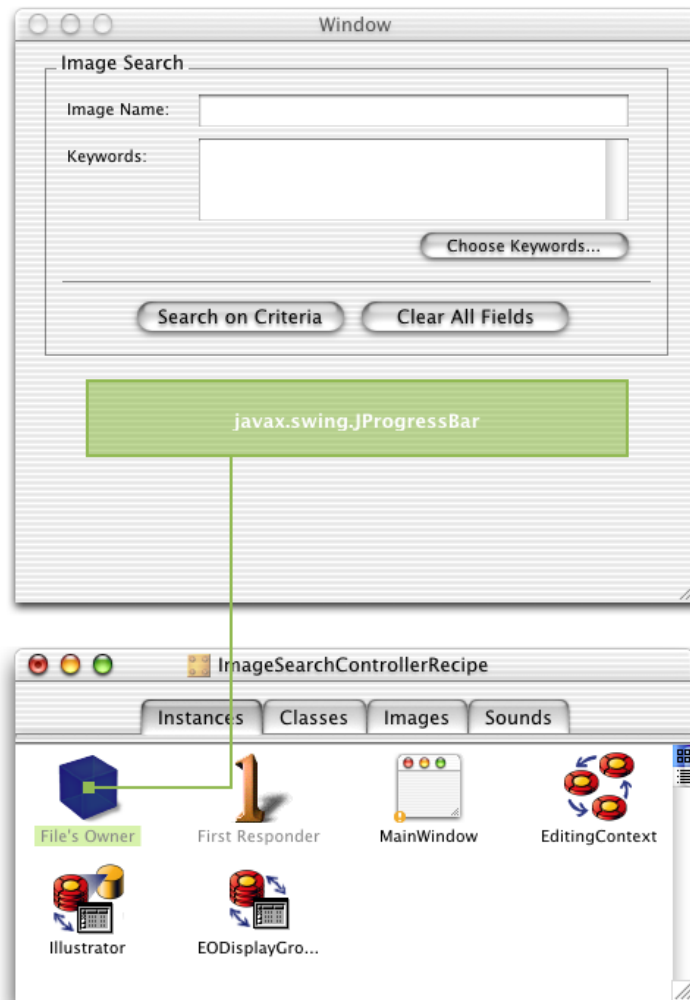 Window
Image Search
Image Name:
Keywords:
Choose Keywords...
Search on Criteria
Clear All Fields
javax.swing.JProgressBar
ImageSearchControllerRecipe
Instances Classes Images Sounds
File's Owner First Responder MainWindow EditingContext
Illustrator EODisplayGro...